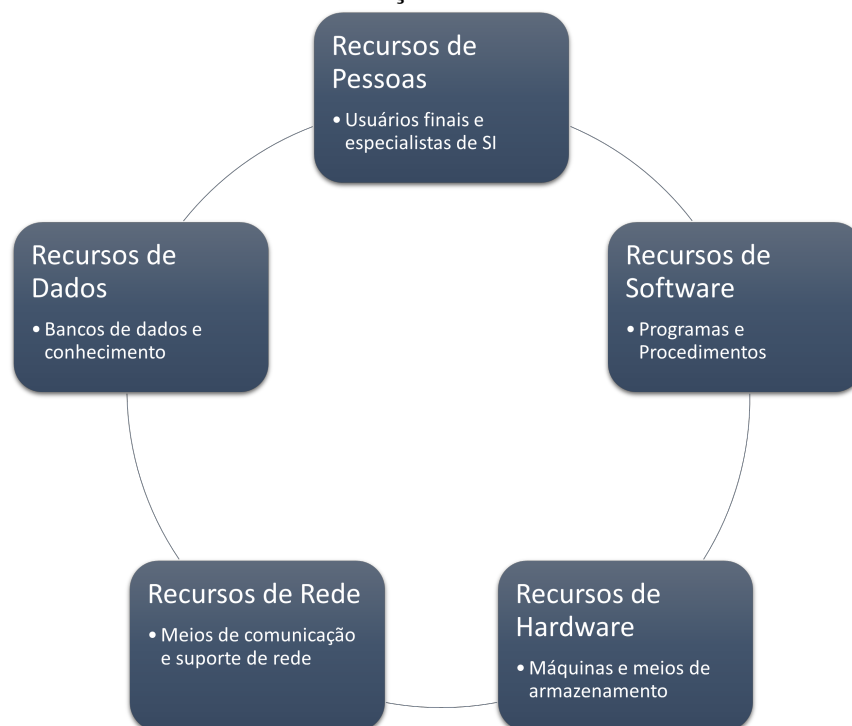 Recursos de
Pessoas
• Usuários finais e
especialistas de SI
Recursos de
Dados
• Bancos de dados e
conhecimento
Recursos de
Software
• Programas e
Procedimentos
Recursos de Rede
• Meios de comunicação
e suporte de rede
Recursos de
Hardware
• Máquinas e meios de
armazenamento